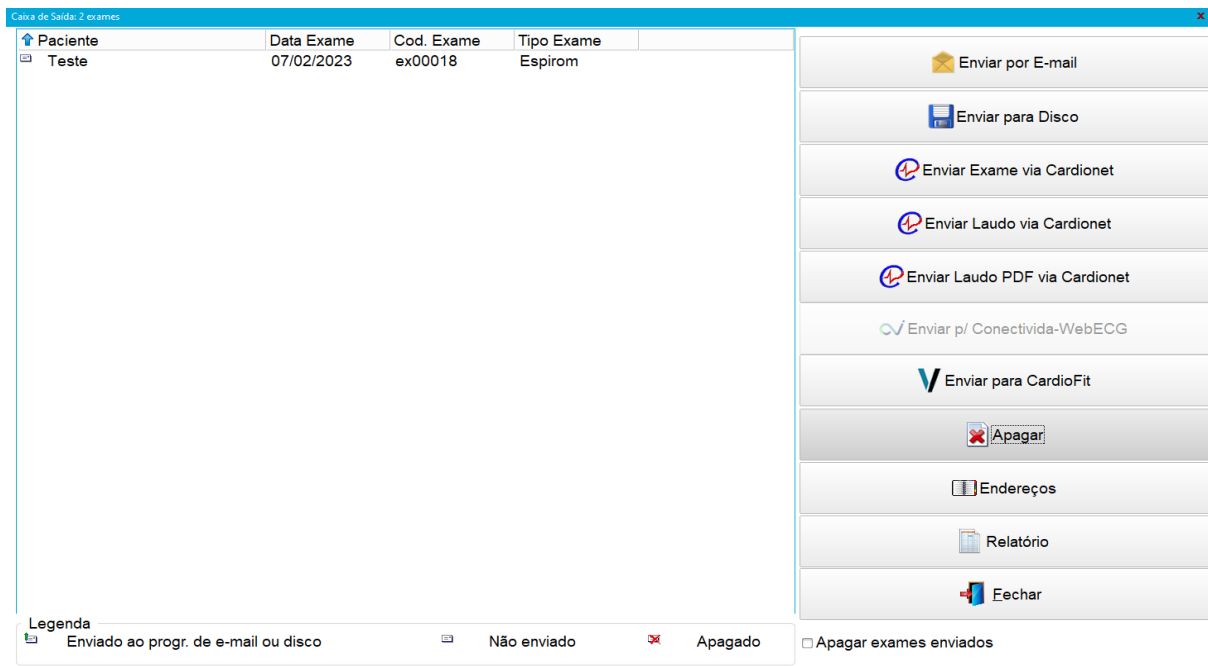 Caixa de Saída: 2 exames
Paciente Data Exame Cod. Exame Tipo Exame
Teste 07/02/2023 ex00018 Espirom
Enviar por E-mail
Enviar para Disco
Enviar Exame via Cardionet
Enviar Laudo via Cardionet
Enviar Laudo PDF via Cardionet
Enviar p/ Conectivida-WebECG
Enviar para CardioFit
Apagar
Endereços
Relatório
Fechar
Legenda
Enviado ao progr. de e-mail ou disco Não enviado Apagado
Apagar exames enviados